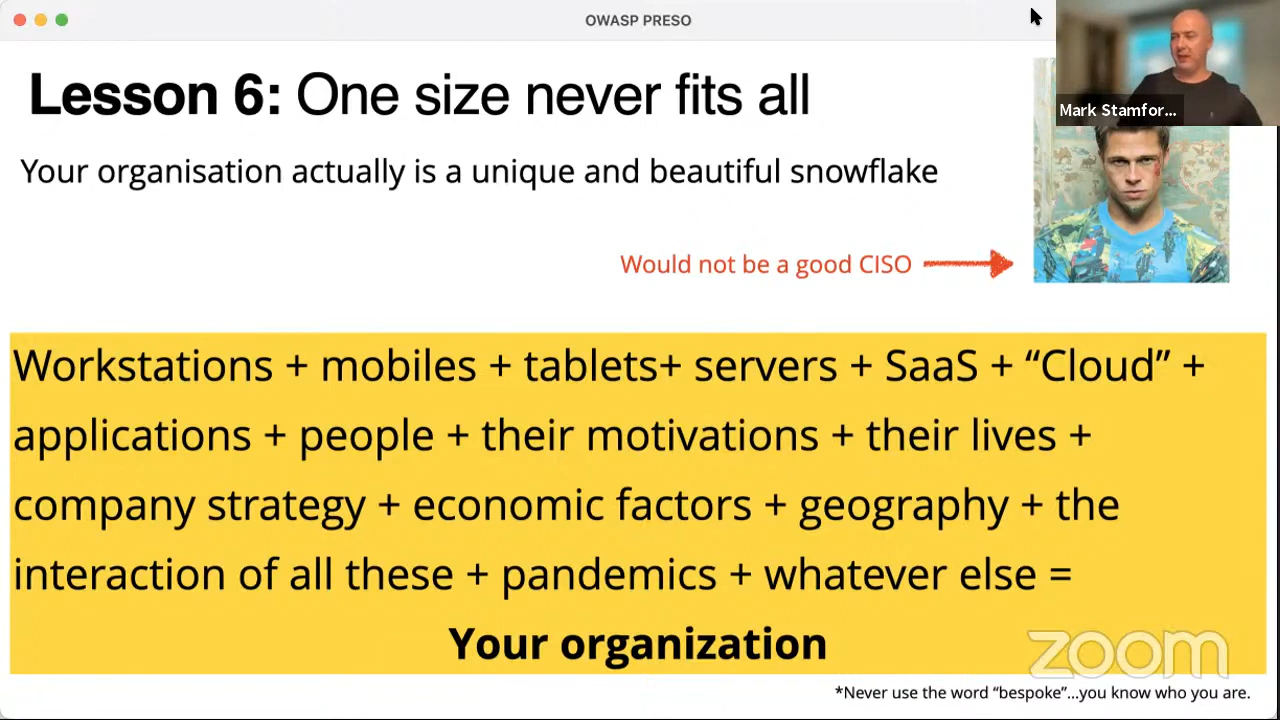 OWASP PRESO
Mark Stamfor...
Lesson 6: One size never fits all
Your organisation actually is a unique and beautiful snowflake
Would not be a good CISO
Workstations + mobiles + tablets+ servers + SaaS + “Cloud” +
applications + people + their motivations + their lives +
company strategy + economic factors + geography + the
interaction of all these + pandemics + whatever else =
Your organization
zoom
*Never use the word “bespoke”...you know who you are.